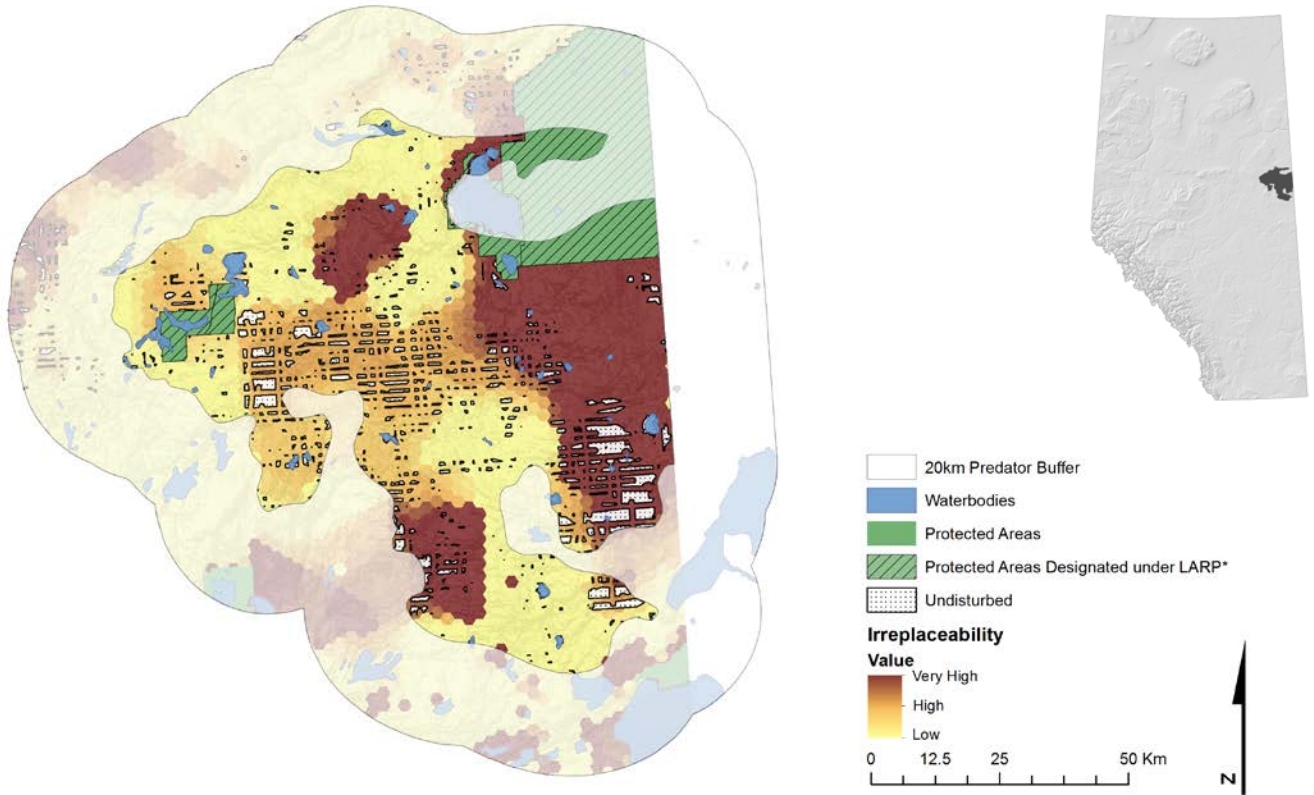 20km Predator Buffer
Waterbodies
Protected Areas
Protected Areas Designated under LARP*
Undisturbed
Irreplaceability
Value
Very High
High
Low
0 12.5 25 50 Km
N